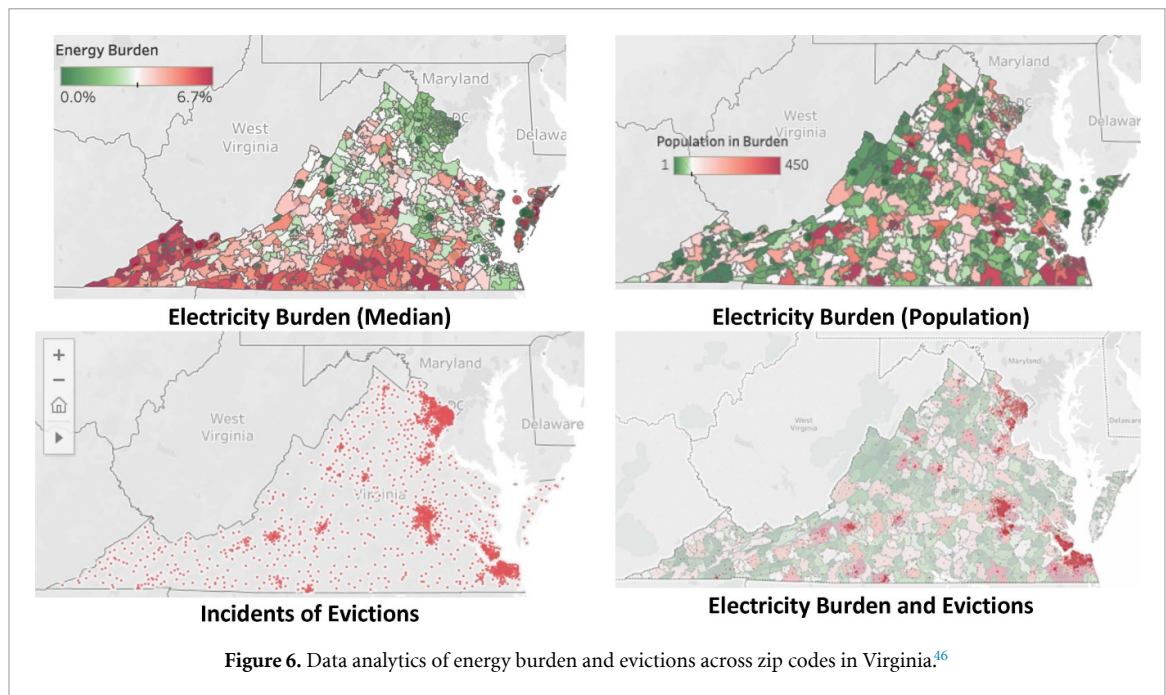 Energy Burden
0.0% 6.7%
Maryland
DC
West
Virginia
Delaware
Electricity Burden (Median)
Maryland
DC
West
Virginia
Delaware
Population in Burden
1 450
Electricity Burden (Population)
+
−
Maryland
DC
West
Virginia
Delaware
Virginia
Incidents of Evictions
Maryland
West
Virginia
Delaware
Electricity Burden and Evictions
Figure 6. Data analytics of energy burden and evictions across zip codes in Virginia.46